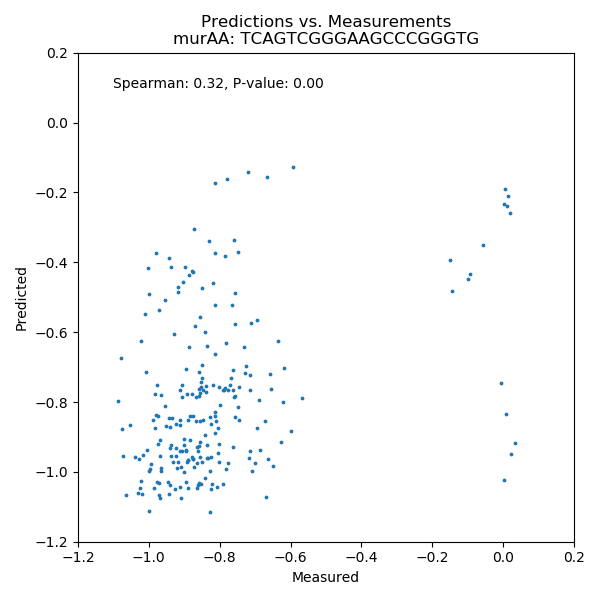 Predictions vs. Measurements
murAA: TCAGTCGGGAAGCCCGGGTG
0.2
Spearman: 0.32, P-value: 0.00
0.0
−0.2
−0.4
−0.6
−0.8
−1.0
−1.2
Predicted
−1.2 −1.0 −0.8 −0.6 −0.4 −0.2 0.0 0.2
Measured